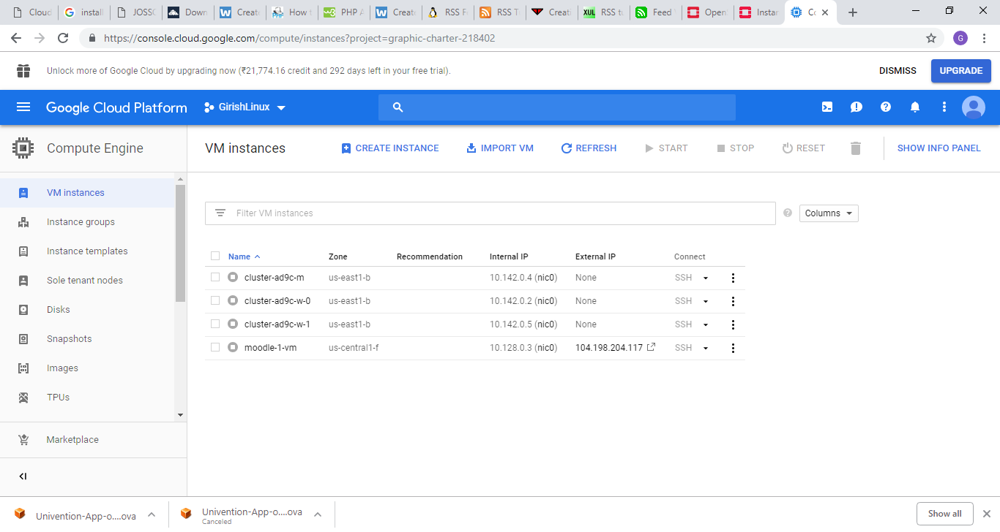 Cloud
install
JOSSO
Down
Create
How t
PHP A
Create
RSS F
RSS T
Creati
XUL RSS tu
Feed
Open
Instan
Co
https://console.cloud.google.com/compute/instances?project=graphic-charter-218402
G
Unlock more of Google Cloud by upgrading now (₹21,774.16 credit and 292 days left in your free trial).
DISMISS
UPGRADE
Google Cloud Platform
GirishLinux
Compute Engine
VM instances
CREATE INSTANCE
IMPORT VM
REFRESH
START
STOP
RESET
SHOW INFO PANEL
VM instances
Instance groups
Instance templates
Sole tenant nodes
Disks
Snapshots
Images
TPUs
Marketplace
Filter VM instances
Columns
Name Zone Recommendation Internal IP External IP Connect
cluster-ad9c-m us-east1-b 10.142.0.4 (nic0) None SSH
cluster-ad9c-w-0 us-east1-b 10.142.0.2 (nic0) None SSH
cluster-ad9c-w-1 us-east1-b 10.142.0.5 (nic0) None SSH
moodle-1-vm us-central1-f 10.128.0.3 (nic0) 104.198.204.117 SSH
Univention-App-o....ova
Univention-App-o....ova
Canceled
Show all